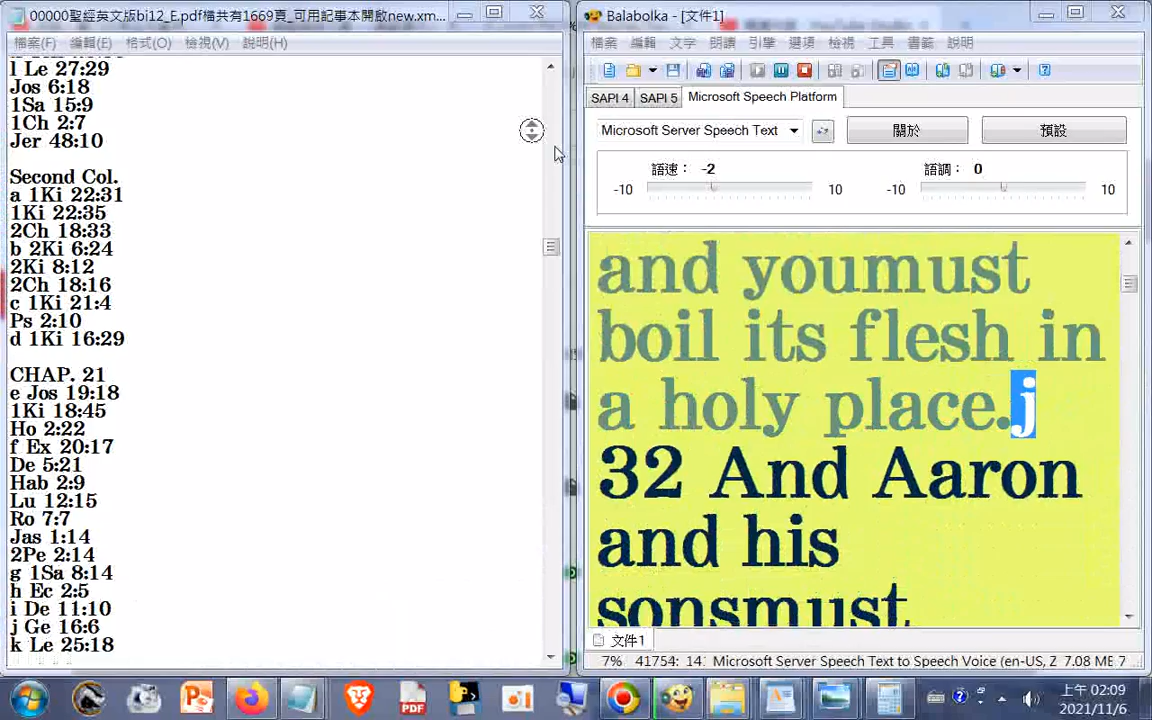 00000聖經英文版bi12_E.pdf檔共有1669頁_可用記事本開啟new.xm...
檔案(F) 編輯(E) 格式(O) 檢視(V) 說明(H)
l Le 27:29
Jos 6:18
1Sa 15:9
1Ch 2:7
Jer 48:10
Second Col.
a 1Ki 22:31
1Ki 22:35
2Ch 18:33
b 2Ki 6:24
2Ki 8:12
2Ch 18:16
c 1Ki 21:4
Ps 2:10
d 1Ki 16:29
CHAP. 21
e Jos 19:18
1Ki 18:45
Ho 2:22
f Ex 20:17
De 5:21
Hab 2:9
Lu 12:15
Ro 7:7
Jas 1:14
2Pe 2:14
g 1Sa 8:14
h Ec 2:5
i De 11:10
j Ge 16:6
k Le 25:18
Balabolka - [文件1]
檔案 編輯 文字 朗讀 引擎 選項 檢視 工具 書籤 說明
SAPI 4 SAPI 5 Microsoft Speech Platform
Microsoft Server Speech Text 關於 預設
語速: -2 語調: 0
-10 10 -10 10
and youmust
boil its flesh in
a holy place.j
32 And Aaron
and his
sonsmust
文件1
7% 41754: 14 Microsoft Server Speech Text to Speech Voice (en-US, Z 7.08 ME 7
PDF
上午 02:09
2021/11/6